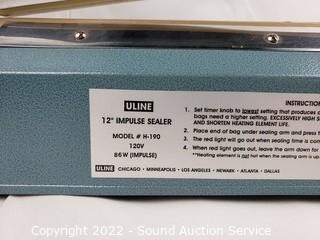 ULINE
12" IMPULSE SEALER
MODEL # H-190
120V
86W (IMPULSE)
ULINE CHICAGO • MINNEAPOLIS • LOS ANGELES • NEWARK • ATLANTA • DALLAS
INSTRUCTION
1. Set timer knob to lowest setting that produces
bags need a higher setting. EXCESSIVELY HIGH
AND SHORTEN HEATING ELEMENT LIFE.
2. Place end of bag under sealing arm and press
3. The red light will go out when sealing time is
4. When red light goes out, leave the arm down for
**Heating element is not hot when the sealing arm is up
Copyright 2022 - Sound Auction Service